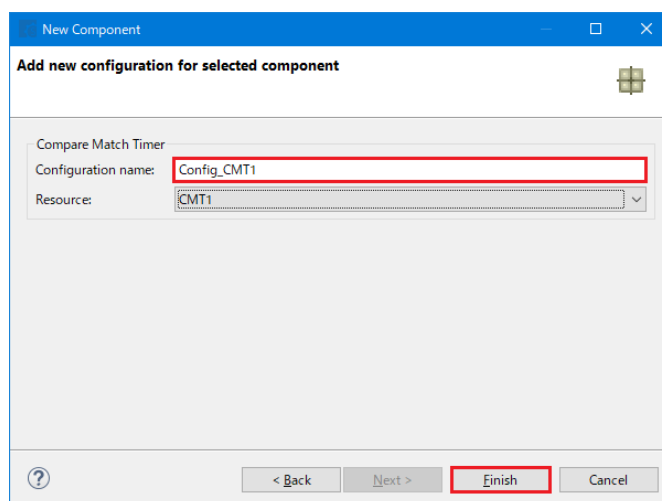 New Component
Add new configuration for selected component
Compare Match Timer
Configuration name: Config_CMT1
Resource: CMT1
? < Back Next > Finish Cancel